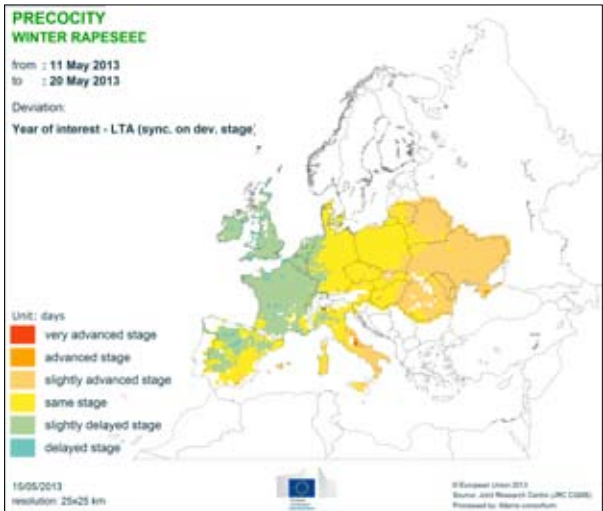 PRECOCITY
WINTER RAPESEED
from : 11 May 2013
to : 20 May 2013
Deviation:
Year of interest - LTA (sync. on dev. stage)
Unit: days
very advanced stage
advanced stage
slightly advanced stage
same stage
slightly delayed stage
delayed stage
15/05/2013
resolution: 25x25 km
© European Union 2013
Source: Joint Research Centre (JRC
Processed by: Alterra consortium